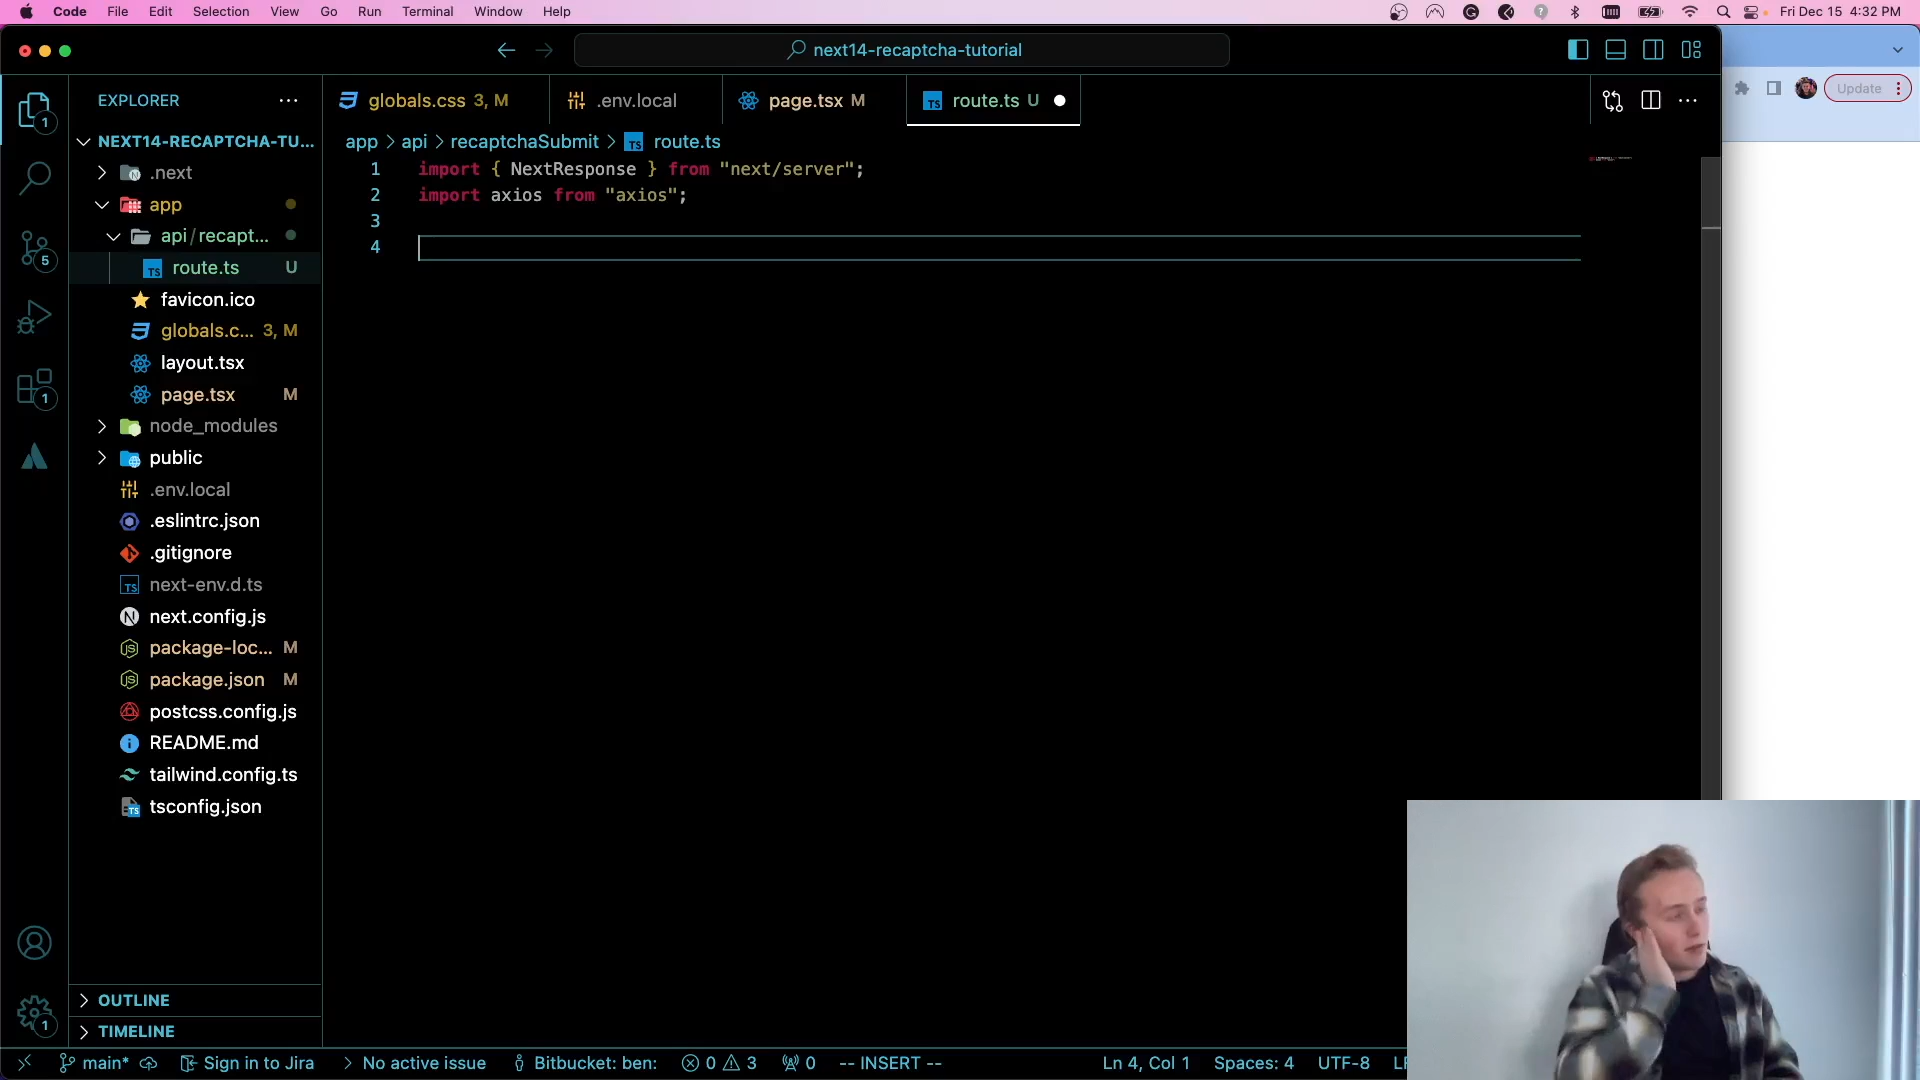 Code File Edit Selection View Go Run Terminal Window Help Fri Dec 15 4:32 PM
next14-recaptcha-tutorial
Update
EXPLORER
globals.css 3, M
.env.local
page.tsx M
route.ts U
NEXT14-RECAPTCHA-TU...
app > api > recaptchaSubmit > route.ts
1 import { NextResponse } from "next/server";
2 import axios from "axios";
3
4
.next
app
api/recapt...
route.ts U
favicon.ico
globals.c... 3, M
layout.tsx
page.tsx M
node_modules
public
.env.local
.eslintrc.json
.gitignore
next-env.d.ts
next.config.js
package-loc... M
package.json M
postcss.config.js
README.md
tailwind.config.ts
tsconfig.json
1
5
1
1
OUTLINE
TIMELINE
main* Sign in to Jira No active issue Bitbucket: ben: 0 3 0 -- INSERT -- Ln 4, Col 1 Spaces: 4 UTF-8